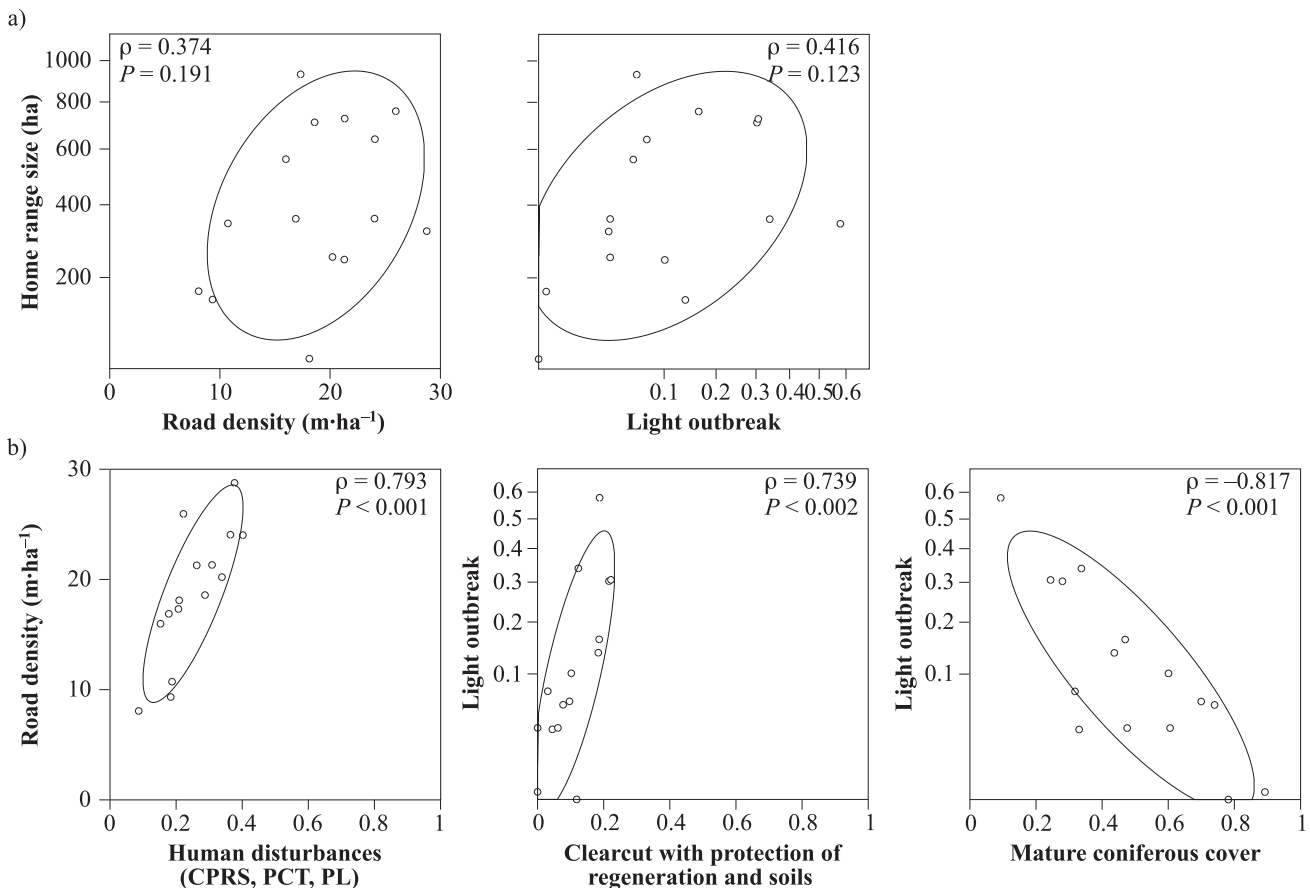 a)
1000
800
600
400
200
Home range size (ha)
ρ = 0.374
P = 0.191
0
10
20
30
Road density (m·ha⁻¹)
ρ = 0.416
P = 0.123
0.1
0.2
0.3
0.4
0.5
0.6
Light outbreak
b)
30
20
10
0
Road density (m·ha⁻¹)
ρ = 0.793
P < 0.001
0
0.2
0.4
0.6
0.8
1
Human disturbances
(CPRS, PCT, PL)
0.6
0.5
0.4
0.3
0.2
0.1
Light outbreak
ρ = 0.739
P < 0.002
0
0.2
0.4
0.6
0.8
1
Clearcut with protection of
regeneration and soils
0.6
0.5
0.4
0.3
0.2
0.1
Light outbreak
ρ = –0.817
P < 0.001
0
0.2
0.4
0.6
0.8
1
Mature coniferous cover